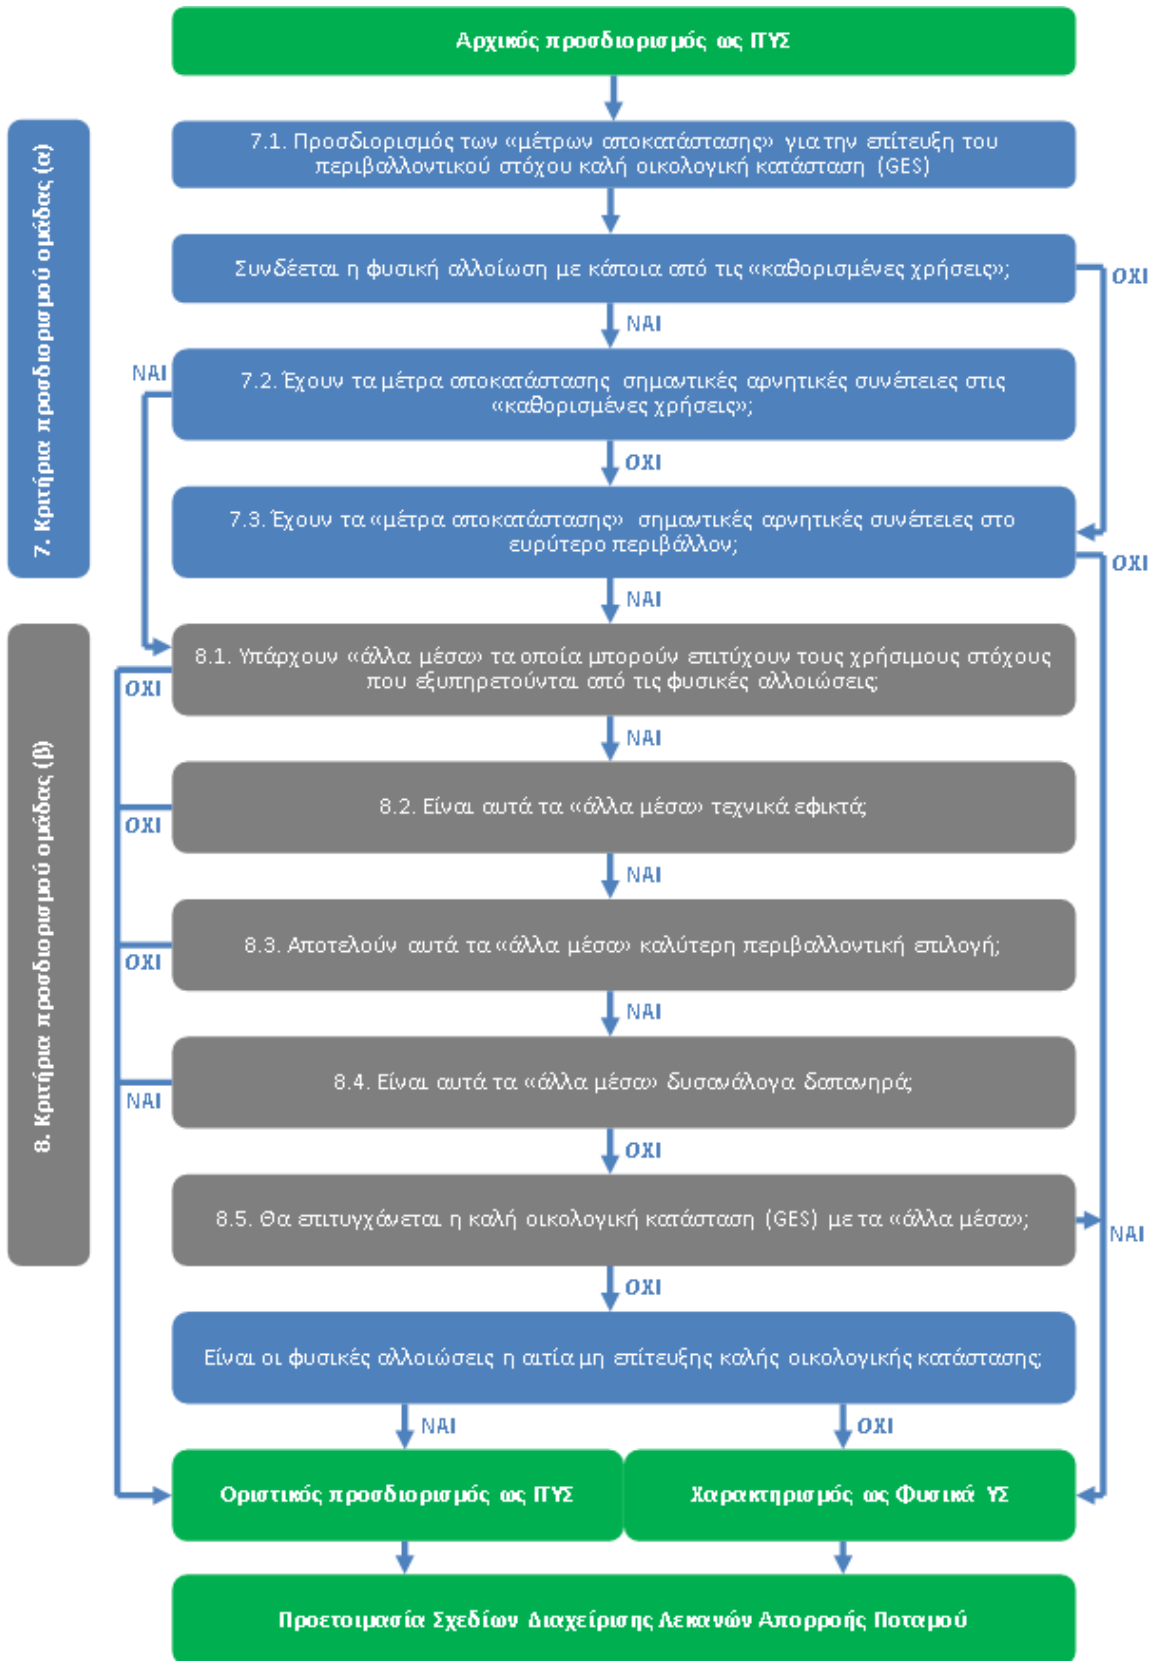 Αρχικός προσδιορισμός ως ΙΤΥΣ
7. Κριτήρια προσδιορισμού ομάδας (α)
7.1. Προσδιορισμός των «μέτρων αποκατάστασης» για την επίτευξη του
περιβαλλοντικού στόχου καλή οικολογική κατάσταση (GES)
Συνδέεται η φυσική αλλοίωση με κάποια από τις «καθορισμένες χρήσεις»;
ΟΧΙ
ΝΑΙ
ΝΑΙ
7.2. Έχουν τα μέτρα αποκατάστασης σημαντικές αρνητικές συνέπειες στις
«καθορισμένες χρήσεις»;
ΟΧΙ
7.3. Έχουν τα «μέτρα αποκατάστασης» σημαντικές αρνητικές συνέπειες στο
ευρύτερο περιβάλλον;
ΟΧΙ
ΝΑΙ
8. Κριτήρια προσδιορισμού ομάδας (β)
8.1. Υπάρχουν «άλλα μέσα» τα οποία μπορούν επιτύχουν τους χρήσιμους στόχους
που εξυπηρετούνται από τις φυσικές αλλοιώσεις;
ΟΧΙ
ΝΑΙ
8.2. Είναι αυτά τα «άλλα μέσα» τεχνικά εφικτά;
ΟΧΙ
ΝΑΙ
8.3. Αποτελούν αυτά τα «άλλα μέσα» καλύτερη περιβαλλοντική επιλογή;
ΟΧΙ
ΝΑΙ
8.4. Είναι αυτά τα «άλλα μέσα» δυσανάλογα δαπανηρά;
ΝΑΙ
ΟΧΙ
8.5. Θα επιτυγχάνεται η καλή οικολογική κατάσταση (GES) με τα «άλλα μέσα»;
ΝΑΙ
ΟΧΙ
Είναι οι φυσικές αλλοιώσεις η αιτία μη επίτευξης καλής οικολογικής κατάστασης;
ΝΑΙ
ΟΧΙ
Οριστικός προσδιορισμός ως ΙΤΥΣ
Χαρακτηρισμός ως Φυσικά ΥΣ
Προετοιμασία Σχεδίων Διαχείρισης Λεκανών Απορροής Ποταμού